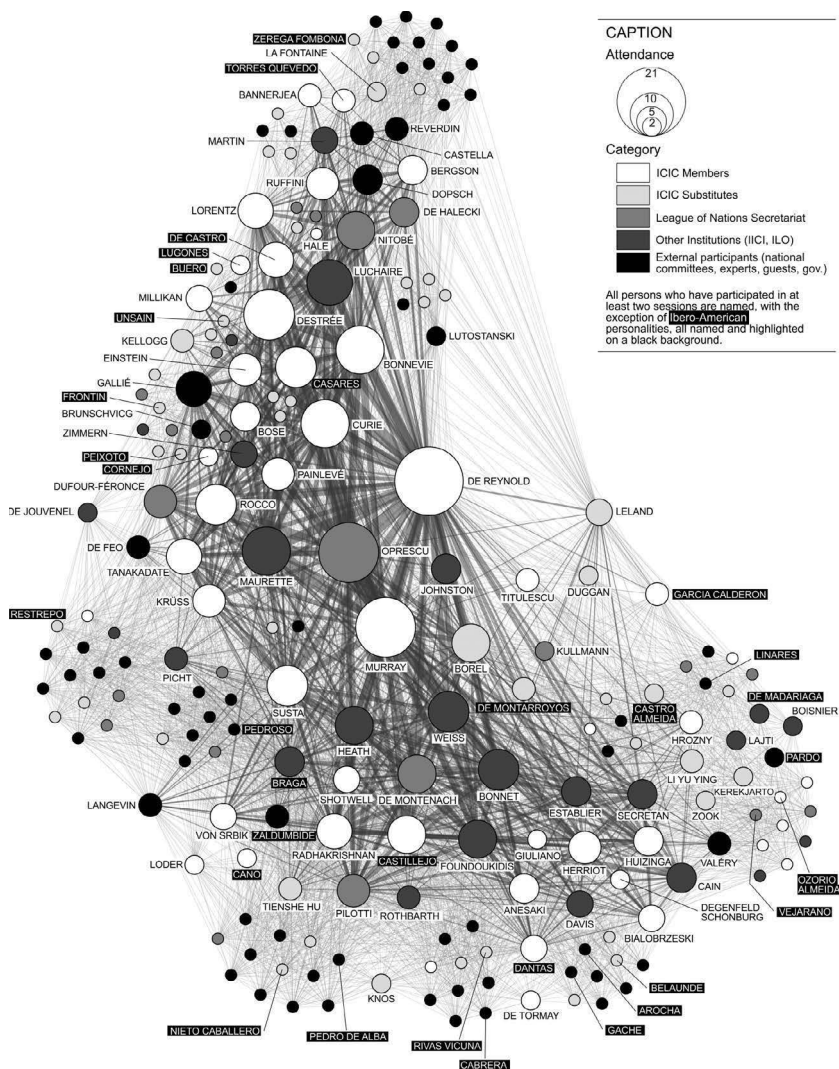 CAPTION
Attendance
21
10
5
2
Category
ICIC Members
ICIC Substitutes
League of Nations Secretariat
Other Institutions (IICI, ILO)
External participants (national
committees, experts, guests, gov.)
All persons who have participated in at
least two sessions are named, with the
exception of Ibero-American
personalities, all named and highlighted
on a black background.
ZEREGA FOMBONA
LA FONTAINE
TORRES QUEVEDO
BANNERJEA
REVERDIN
MARTIN
CASTELLA
BERGSON
RUFFINI
DOPSCH
LORENTZ
DE HALECKI
HALE
NITOBÉ
DE CASTRO
LUGONES
BUERO
LUCHAIRE
MILLIKAN
DESTRÉE
UNSAIN
LUTOSTANSKI
KELLOGG
BONNEVIE
EINSTEIN
CASARES
GALLIÉ
FRONTIN
BRUNSCHVICG
BOSE
CURIE
ZIMMERN
PEIXOTO
CORNEJO
PAINLEVÉ
DE REYNOLD
DUFOUR-FÉRONCE
ROCCO
DE JOUVENEL
LELAND
DE FEO
OPRESCU
TANAKADATE
MAURETTE
JOHNSTON
TITULESCU
DUGGAN
GARCIA CALDERON
KRÜSS
RESTREPO
MURRAY
BOREL
KULLMANN
LINARES
PICHT
SUSTA
DE MONTARROYOS
CASTRO
ALMEIDA
DE MADARIAGA
BOISNIER
PEDROSO
HEATH
WEISS
HROZNY
LAJTI
PARDO
BRAGA
LI YU YING
SHOTWELL
DE MONTENACH
BONNET
KEREKJARTO
LANGEVIN
ESTABLIER
SECRETAN
ZOOK
VON SRBIK
ZALDUMBIDE
RADHAKRISHNAN
CASTILLEJO
FOUNDOUKIDIS
GIULIANO
HERRIOT
HUIZINGA
VALÉRY
LODER
CANO
CAIN
OZORIO
ALMEIDA
TIENSHE HU
PILOTTI
ROTHBARTH
ANESAKI
DAVIS
DEGENFELD
SCHONBURG
VEJARANO
BIALOBRZESKI
DANTAS
BELAUNDE
KNOS
AROCHA
DE TORMAY
GACHE
NIETO CABALLERO
PEDRO DE ALBA
RIVAS VICUNA
CABRERA